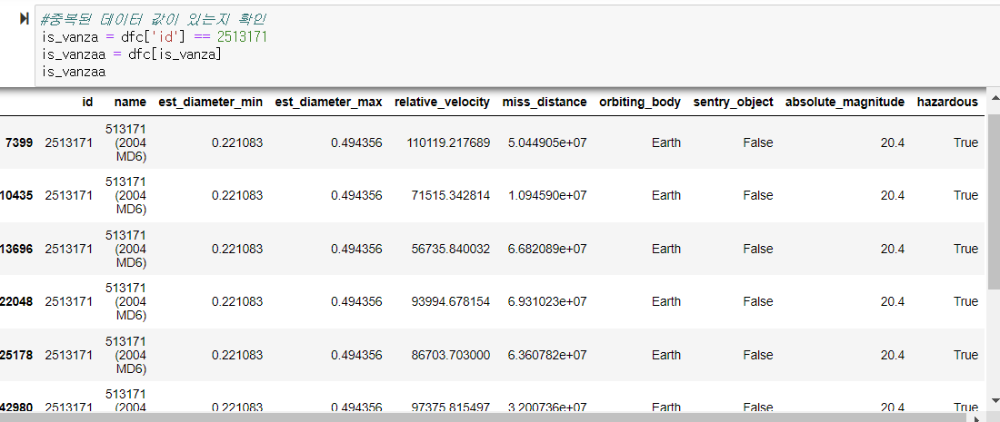 #중복된 데이터 값이 있는지 확인
is_vanza = dfc['id'] == 2513171
is_vanzaa = dfc[is_vanza]
is_vanzaa
id name est_diameter_min est_diameter_max relative_velocity miss_distance orbiting_body sentry_object absolute_magnitude hazardous
7399 2513171 513171 (2004 MD6) 0.221083 0.494356 110119.217689 5.044905e+07 Earth False 20.4 True
10435 2513171 513171 (2004 MD6) 0.221083 0.494356 71515.342814 1.094590e+07 Earth False 20.4 True
13696 2513171 513171 (2004 MD6) 0.221083 0.494356 56735.840032 6.682089e+07 Earth False 20.4 True
22048 2513171 513171 (2004 MD6) 0.221083 0.494356 93994.678154 6.931023e+07 Earth False 20.4 True
25178 2513171 513171 (2004 MD6) 0.221083 0.494356 86703.703000 6.360782e+07 Earth False 20.4 True
42980 2513171 513171 (2004 0.221083 0.494356 97375.815497 3.200736e+07 Earth False 20.4 True